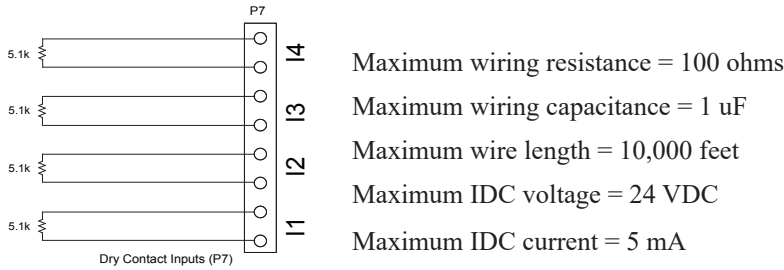 P7
5.1k
I4
5.1k
I3
5.1k
I2
5.1k
I1
Dry Contact Inputs (P7)
Maximum wiring resistance = 100 ohms
Maximum wiring capacitance = 1 uF
Maximum wire length = 10,000 feet
Maximum IDC voltage = 24 VDC
Maximum IDC current = 5 mA